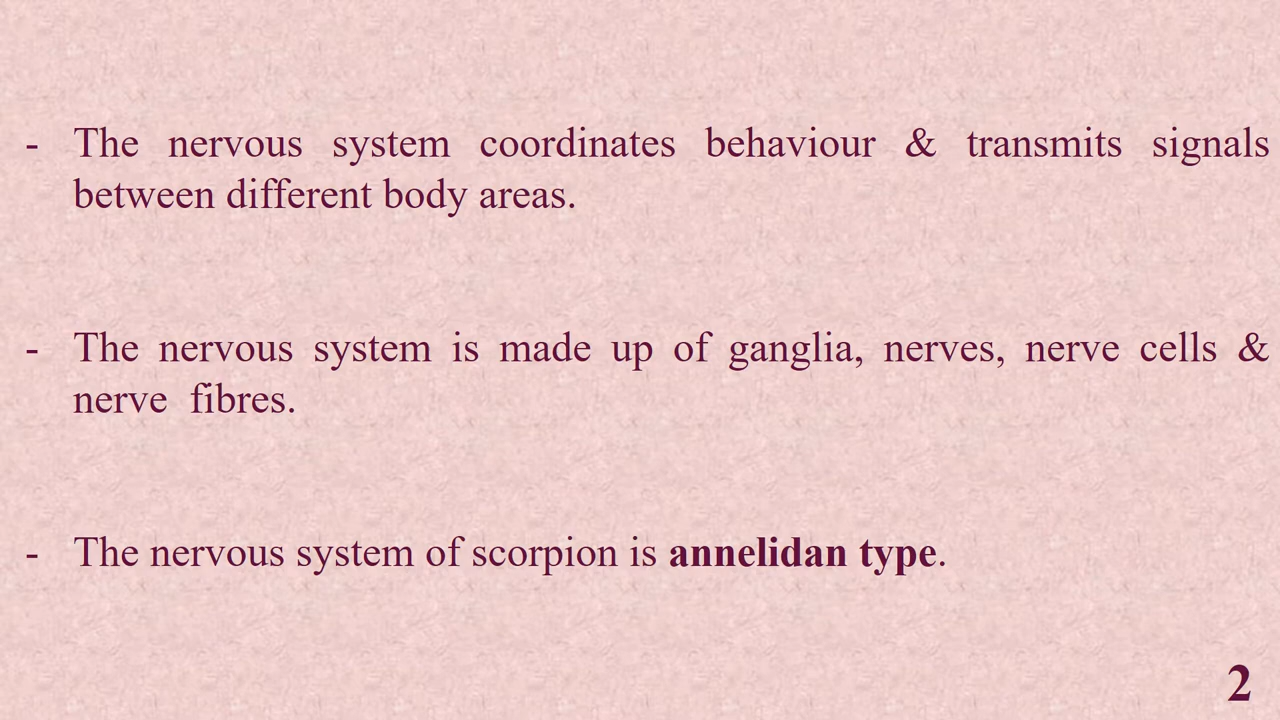 - The nervous system coordinates behaviour & transmits signals
between different body areas.
- The nervous system is made up of ganglia, nerves, nerve cells &
nerve fibres.
- The nervous system of scorpion is annelidan type.
2